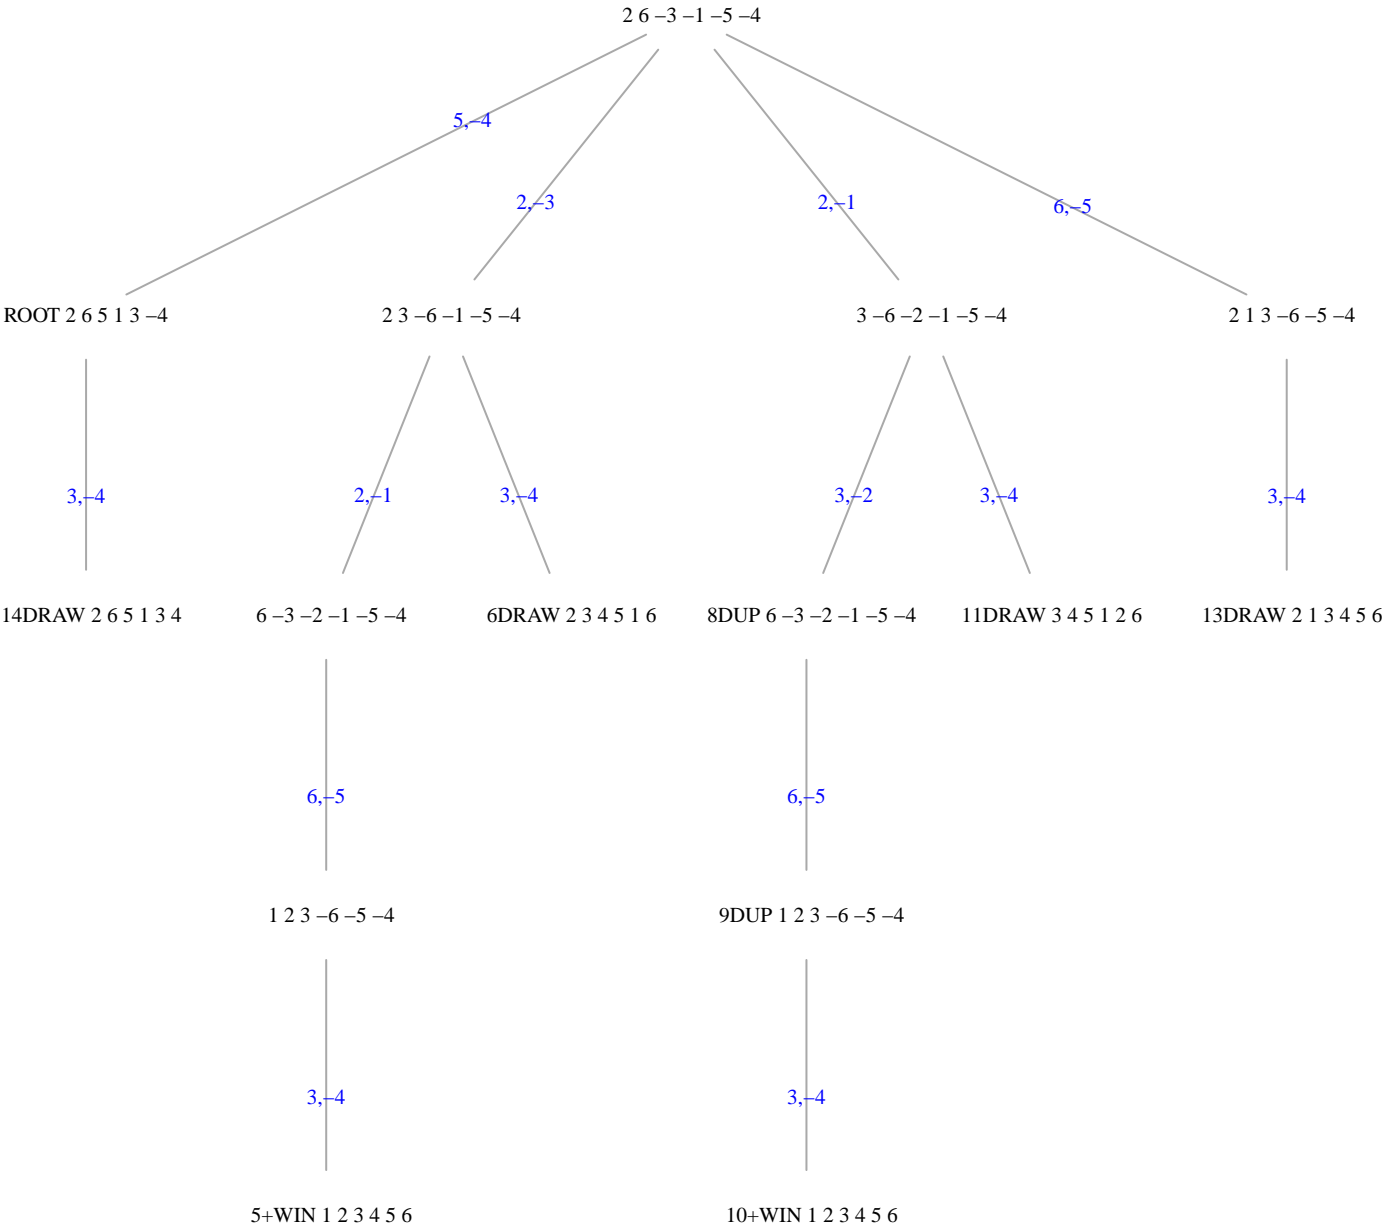 2 6 –3 –1 –5 –4
5,–4
2,–3
2,–1
6,–5
ROOT 2 6 5 1 3 –4
2 3 –6 –1 –5 –4
3 –6 –2 –1 –5 –4
2 1 3 –6 –5 –4
3,–4
2,–1
3,–4
3,–2
3,–4
3,–4
14DRAW 2 6 5 1 3 4
6 –3 –2 –1 –5 –4
6DRAW 2 3 4 5 1 6
8DUP 6 –3 –2 –1 –5 –4
11DRAW 3 4 5 1 2 6
13DRAW 2 1 3 4 5 6
6,–5
6,–5
1 2 3 –6 –5 –4
9DUP 1 2 3 –6 –5 –4
3,–4
3,–4
5+WIN 1 2 3 4 5 6
10+WIN 1 2 3 4 5 6